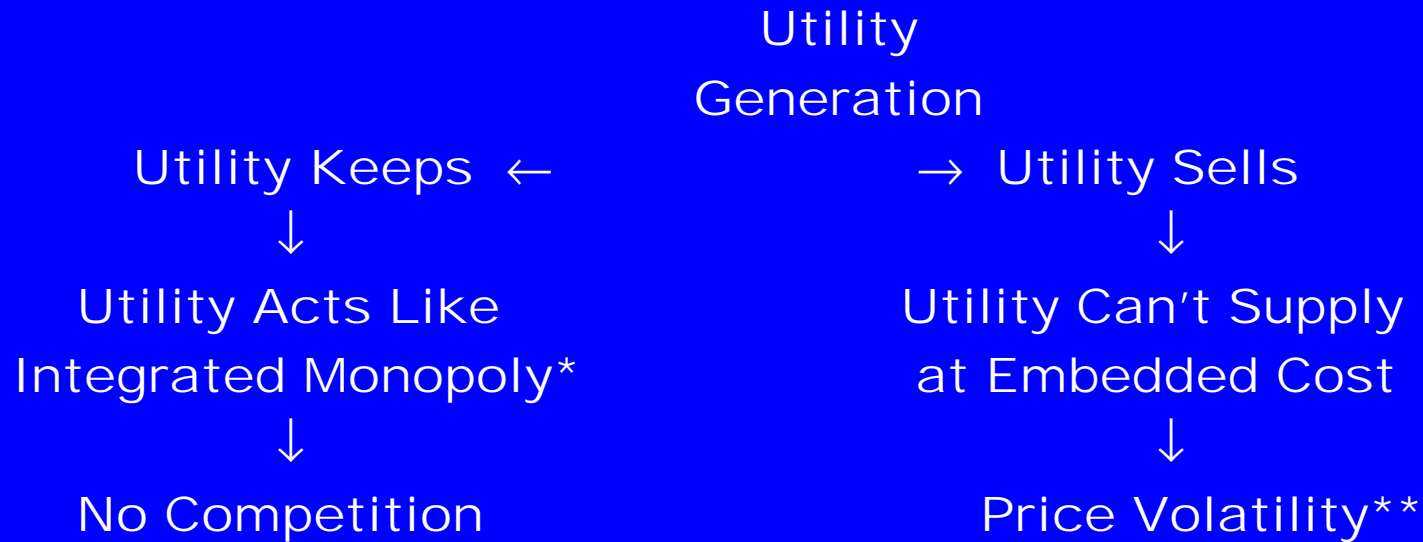 Utility
Generation
Utility Keeps ← → Utility Sells
↓ ↓
Utility Acts Like Utility Can't Supply
Integrated Monopoly* at Embedded Cost
↓ ↓
No Competition Price Volatility**